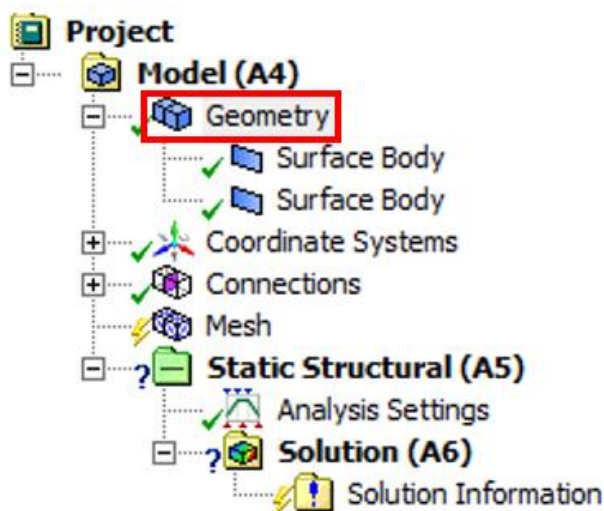 Project
Model (A4)
Geometry
Surface Body
Surface Body
Coordinate Systems
Connections
Mesh
Static Structural (A5)
Analysis Settings
Solution (A6)
Solution Information